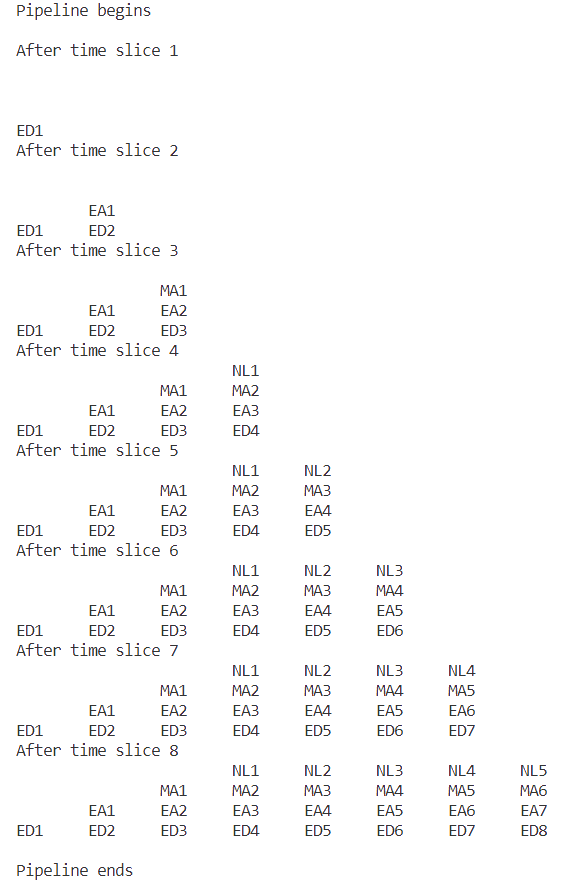 Pipeline begins
After time slice 1
ED1
After time slice 2
EA1
ED1 ED2
After time slice 3
MA1
EA1 EA2
ED1 ED2 ED3
After time slice 4
NL1
MA1 MA2
EA1 EA2 EA3
ED1 ED2 ED3 ED4
After time slice 5
NL1 NL2
MA1 MA2 MA3
EA1 EA2 EA3 EA4
ED1 ED2 ED3 ED4 ED5
After time slice 6
NL1 NL2 NL3
MA1 MA2 MA3 MA4
EA1 EA2 EA3 EA4 EA5
ED1 ED2 ED3 ED4 ED5 ED6
After time slice 7
NL1 NL2 NL3 NL4
MA1 MA2 MA3 MA4 MA5
EA1 EA2 EA3 EA4 EA5 EA6
ED1 ED2 ED3 ED4 ED5 ED6 ED7
After time slice 8
NL1 NL2 NL3 NL4 NL5
MA1 MA2 MA3 MA4 MA5 MA6
EA1 EA2 EA3 EA4 EA5 EA6 EA7
ED1 ED2 ED3 ED4 ED5 ED6 ED7 ED8
Pipeline ends